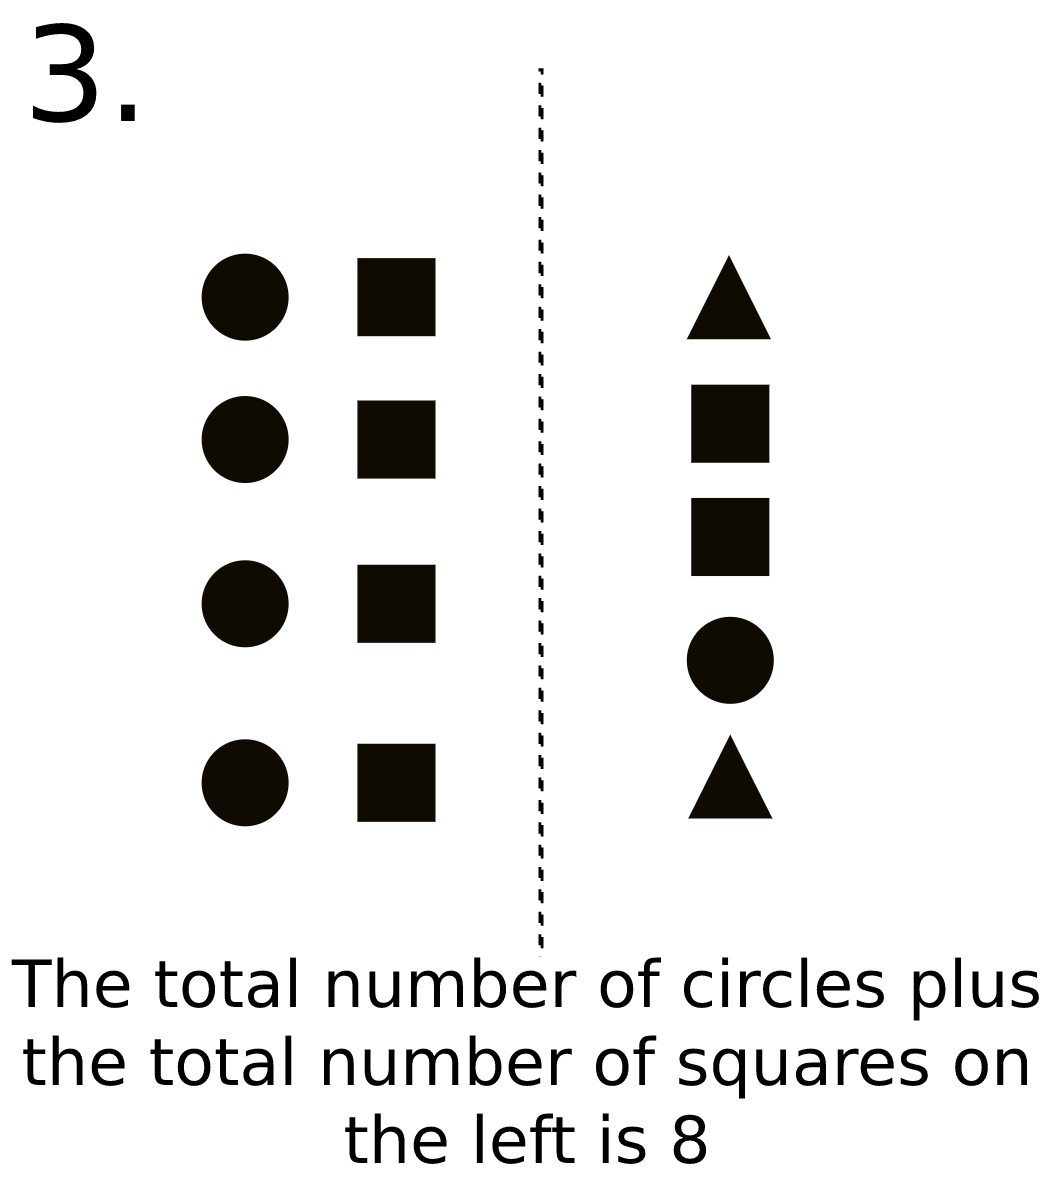 3.
The total number of circles plus
the total number of squares on
the left is 8